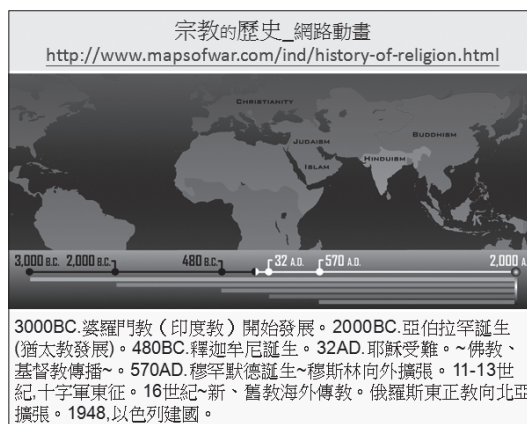 宗教的歷史_網路動畫
http://www.mapsofwar.com/ind/history-of-religion.html
CHRISTIANITY
JUDAISM
BUDDHISM
ISLAM
HINDUISM
3,000 B.C. 2,000 B.C. 480 B.C. 32 A.D. 570 A.D. 2,000 A.
3000BC.婆羅門教(印度教)開始發展。2000BC.亞伯拉罕誕生
(猶太教發展)。480BC.釋迦牟尼誕生。32AD.耶穌受難。~佛教、
基督教傳播~。570AD.穆罕默德誕生~穆斯林向外擴張。11-13世
紀,十字軍東征。16世紀~新、舊教海外傳教。俄羅斯東正教向北亞
擴張。1948,以色列建國。